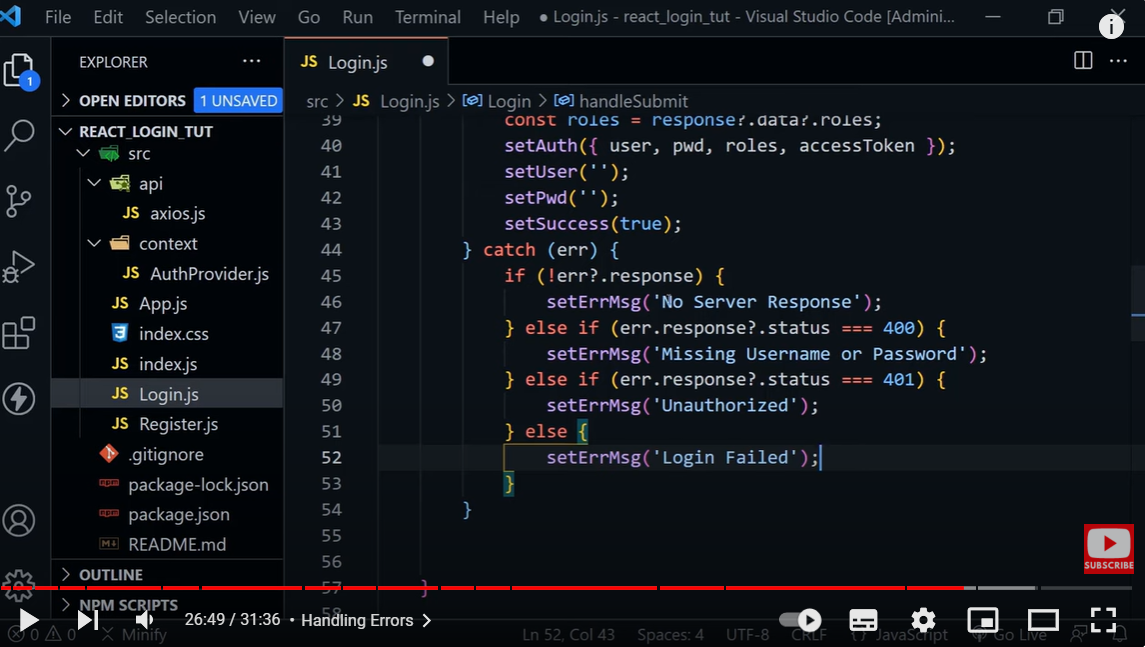 File Edit Selection View Go Run Terminal Help ● Login.js - react_login_tut - Visual Studio Code [Admini...
EXPLORER ...
JS Login.js ●
OPEN EDITORS 1 UNSAVED
src > JS Login.js > Login > handleSubmit
REACT_LOGIN_TUT
src
api
JS axios.js
context
JS AuthProvider.js
JS App.js
index.css
JS index.js
JS Login.js
JS Register.js
.gitignore
package-lock.json
package.json
README.md
OUTLINE
NPM SCRIPTS
1
39 const roles = response?.data?.roles;
40 setAuth({ user, pwd, roles, accessToken });
41 setUser('');
42 setPwd('');
43 setSuccess(true);
44 } catch (err) {
45 if (!err?.response) {
46 setErrMsg('No Server Response');
47 } else if (err.response?.status === 400) {
48 setErrMsg('Missing Username or Password');
49 } else if (err.response?.status === 401) {
50 setErrMsg('Unauthorized');
51 } else {
52 setErrMsg('Login Failed');
53 }
54 }
55
56
57 }
58
SUBSCRIBE
26:49 / 31:36 • Handling Errors >
0 0 Minify Ln 52, Col 43 Spaces: 4 UTF-8 CRLF {} JavaScript Go Live